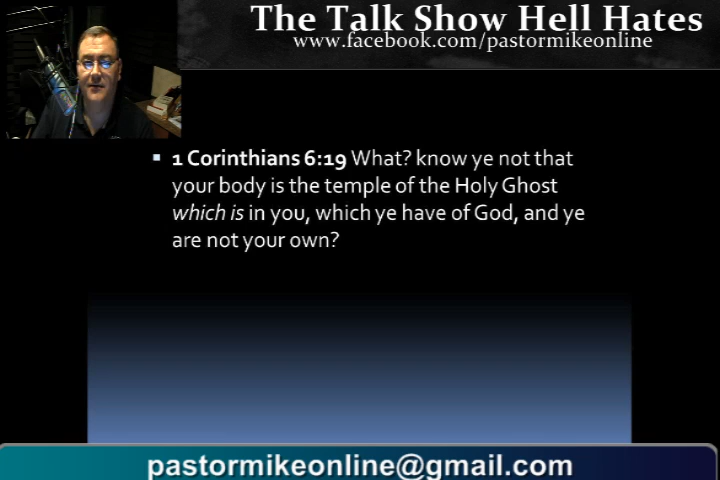 The Talk Show Hell Hates
www.facebook.com/pastormikeonline
1 Corinthians 6:19 What? know ye not that
your body is the temple of the Holy Ghost
which is in you, which ye have of God, and ye
are not your own?
pastormikeonline@gmail.com